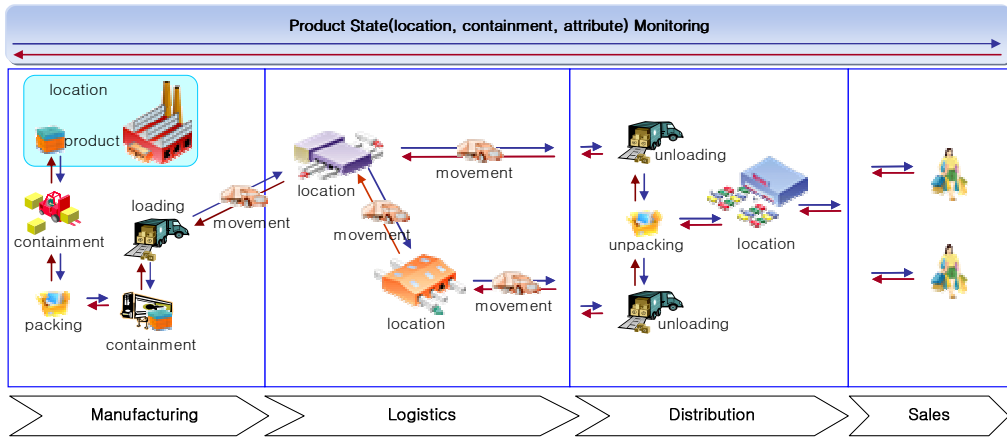 Product State(location, containment, attribute) Monitoring
location
product
containment
packing
loading
containment
movement
location
movement
location
movement
movement
unloading
unpacking
unloading
location
Manufacturing
Logistics
Distribution
Sales